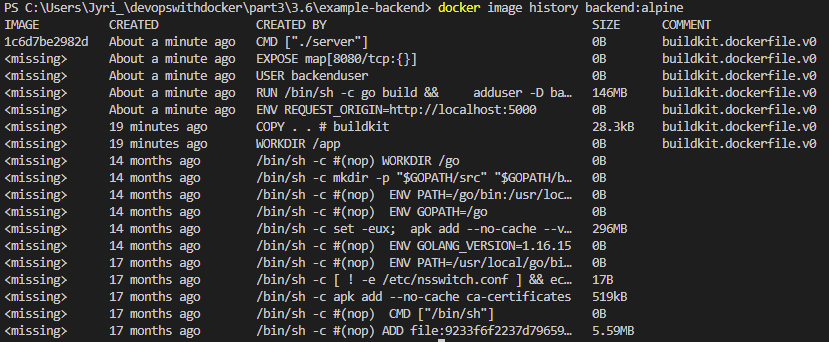 PS C:\Users\Jyri_\devopswithdocker\part3\3.6\example-backend> docker image history backend:alpine
IMAGE CREATED CREATED BY SIZE COMMENT
1c6d7be2982d About a minute ago CMD ["./server"] 0B buildkit.dockerfile.v0
<missing> About a minute ago EXPOSE map[8080/tcp:{}] 0B buildkit.dockerfile.v0
<missing> About a minute ago USER backenduser 0B buildkit.dockerfile.v0
<missing> About a minute ago RUN /bin/sh -c go build && adduser -D ba… 146MB buildkit.dockerfile.v0
<missing> About a minute ago ENV REQUEST_ORIGIN=http://localhost:5000 0B buildkit.dockerfile.v0
<missing> 19 minutes ago COPY . . # buildkit 28.3kB buildkit.dockerfile.v0
<missing> 19 minutes ago WORKDIR /app 0B buildkit.dockerfile.v0
<missing> 14 months ago /bin/sh -c #(nop) WORKDIR /go 0B
<missing> 14 months ago /bin/sh -c mkdir -p "$GOPATH/src" "$GOPATH/b… 0B
<missing> 14 months ago /bin/sh -c #(nop) ENV PATH=/go/bin:/usr/loc… 0B
<missing> 14 months ago /bin/sh -c #(nop) ENV GOPATH=/go 0B
<missing> 14 months ago /bin/sh -c set -eux; apk add --no-cache --v… 296MB
<missing> 14 months ago /bin/sh -c #(nop) ENV GOLANG_VERSION=1.16.15 0B
<missing> 17 months ago /bin/sh -c #(nop) ENV PATH=/usr/local/go/bi… 0B
<missing> 17 months ago /bin/sh -c [ ! -e /etc/nsswitch.conf ] && ec… 17B
<missing> 17 months ago /bin/sh -c apk add --no-cache ca-certificates 519kB
<missing> 17 months ago /bin/sh -c #(nop) CMD ["/bin/sh"] 0B
<missing> 17 months ago /bin/sh -c #(nop) ADD file:9233f6f2237d79659… 5.59MB